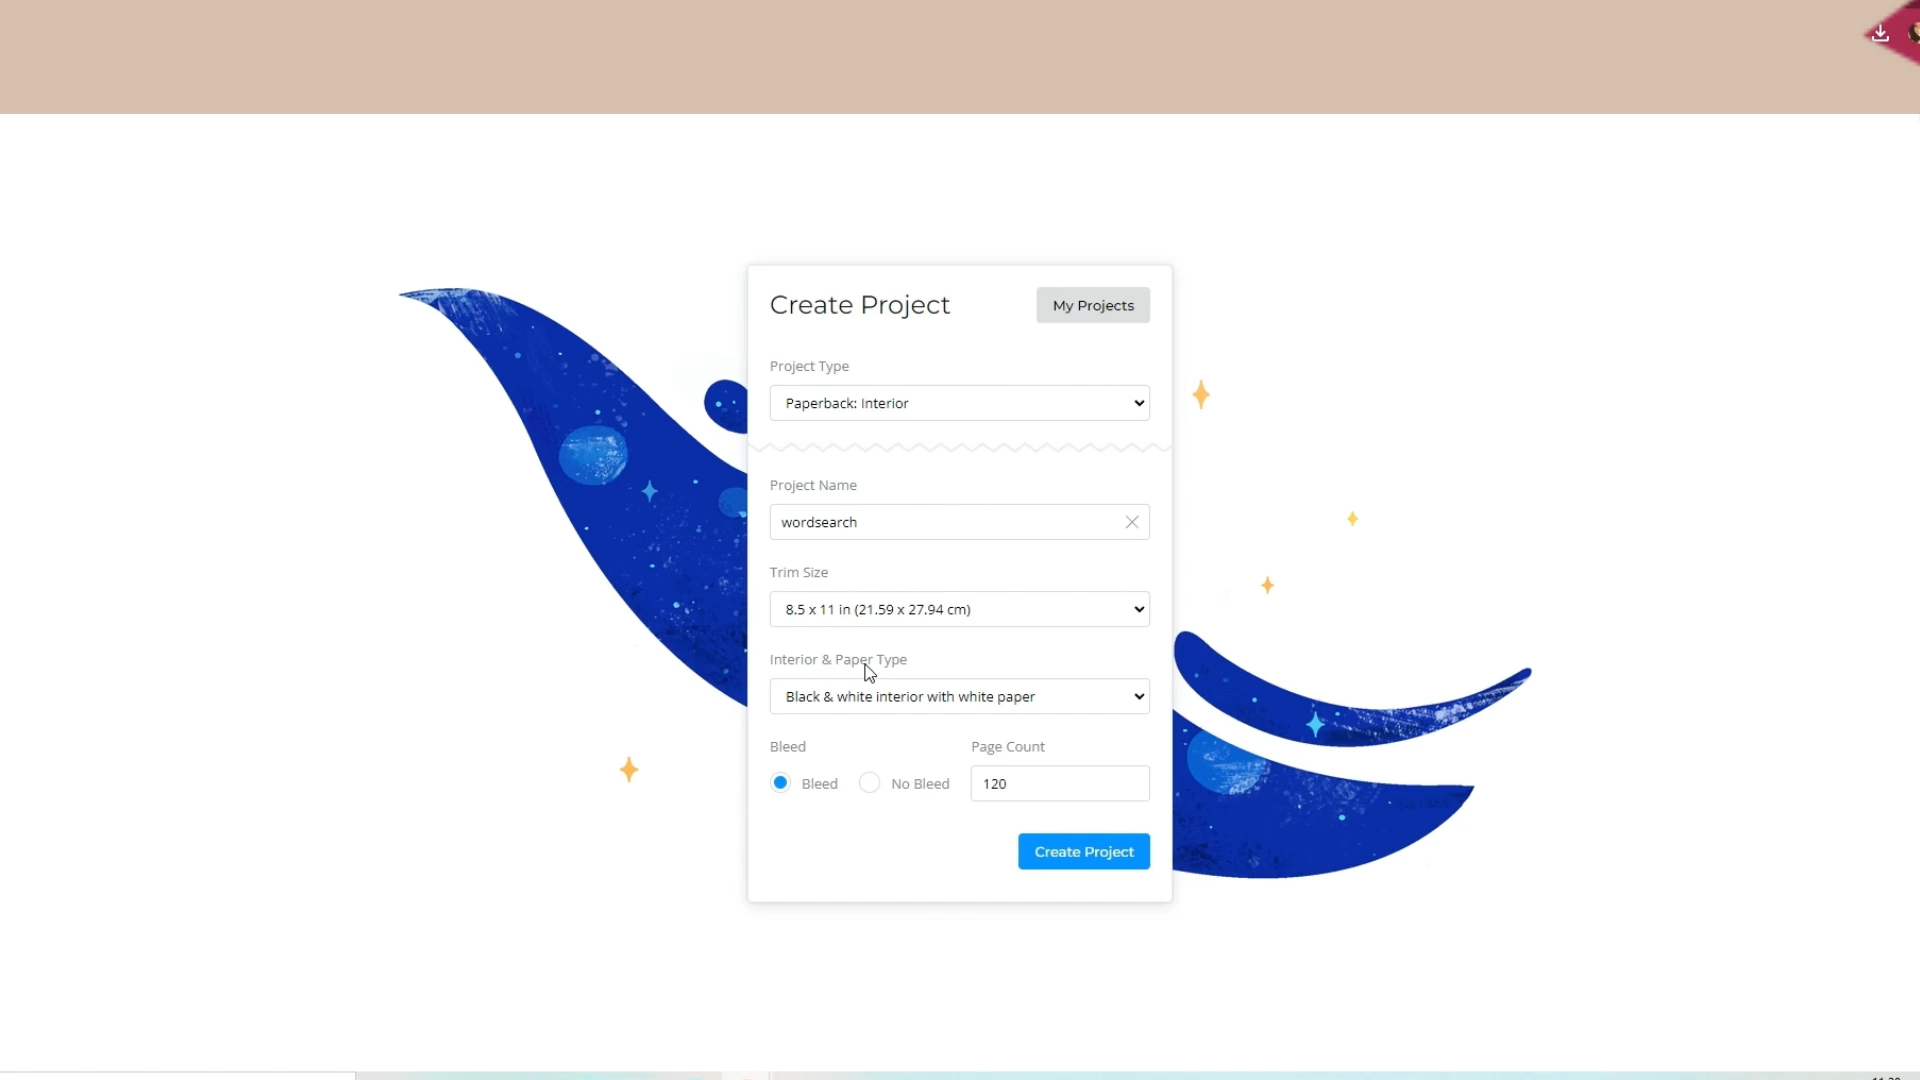 Create Project
My Projects
Project Type
Paperback: Interior
Project Name
wordsearch
Trim Size
8.5 x 11 in (21.59 x 27.94 cm)
Interior & Paper Type
Black & white interior with white paper
Bleed
Page Count
Bleed
No Bleed
120
Create Project